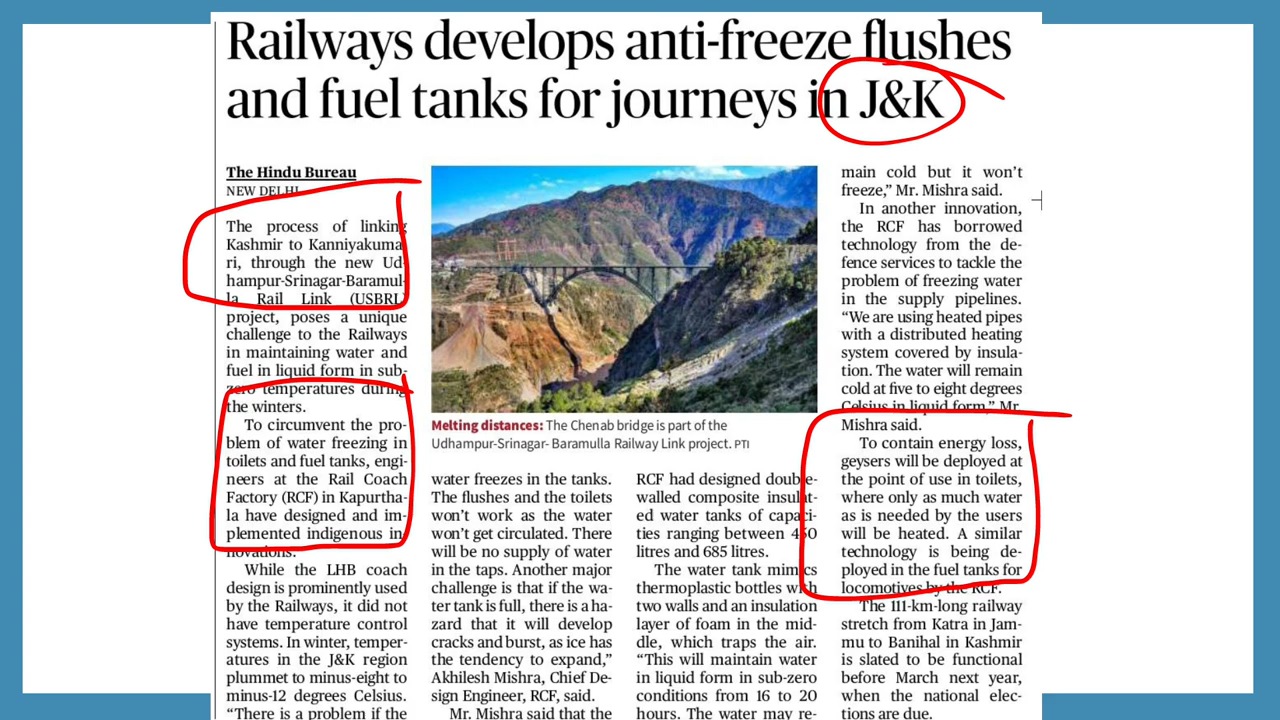 Railways develops anti-freeze flushes
and fuel tanks for journeys in J&K
The Hindu Bureau
NEW DELHI
The process of linking
Kashmir to Kanniyakuma-
ri, through the new Ud-
hampur-Srinagar-Baramul-
la Rail Link (USBRL)
project, poses a unique
challenge to the Railways
in maintaining water and
fuel in liquid form in sub-
zero temperatures during
the winters.
To circumvent the pro-
blem of water freezing in
toilets and fuel tanks, engi-
neers at the Rail Coach
Factory (RCF) in Kapurtha-
la have designed and im-
plemented indigenous in-
novations.
While the LHB coach
design is prominently used
by the Railways, it did not
have temperature control
systems. In winter, temper-
atures in the J&K region
plummet to minus-eight to
minus-12 degrees Celsius.
“There is a problem if the
Melting distances: The Chenab bridge is part of the
Udhampur-Srinagar- Baramulla Railway Link project. PTI
water freezes in the tanks.
The flushes and the toilets
won’t work as the water
won’t get circulated. There
will be no supply of water
in the taps. Another major
challenge is that if the wa-
ter tank is full, there is a ha-
zard that it will develop
cracks and burst, as ice has
the tendency to expand,”
Akhilesh Mishra, Chief De-
sign Engineer, RCF, said.
Mr. Mishra said that the
RCF had designed double-
walled composite insulat-
ed water tanks of capaci-
ties ranging between 450
litres and 685 litres.
The water tank mimics
thermoplastic bottles with
two walls and an insulation
layer of foam in the mid-
dle, which traps the air.
“This will maintain water
in liquid form in sub-zero
conditions from 16 to 20
hours. The water may re-
main cold but it won’t
freeze,” Mr. Mishra said.
In another innovation,
the RCF has borrowed
technology from the de-
fence services to tackle the
problem of freezing water
in the supply pipelines.
“We are using heated pipes
with a distributed heating
system covered by insula-
tion. The water will remain
cold at five to eight degrees
Celsius in liquid form,” Mr.
Mishra said.
To contain energy loss,
geysers will be deployed at
the point of use in toilets,
where only as much water
as is needed by the users
will be heated. A similar
technology is being de-
ployed in the fuel tanks for
locomotives by the RCF.
The 111-km-long railway
stretch from Katra in Jam-
mu to Banihal in Kashmir
is slated to be functional
before March next year,
when the national elec-
tions are due.